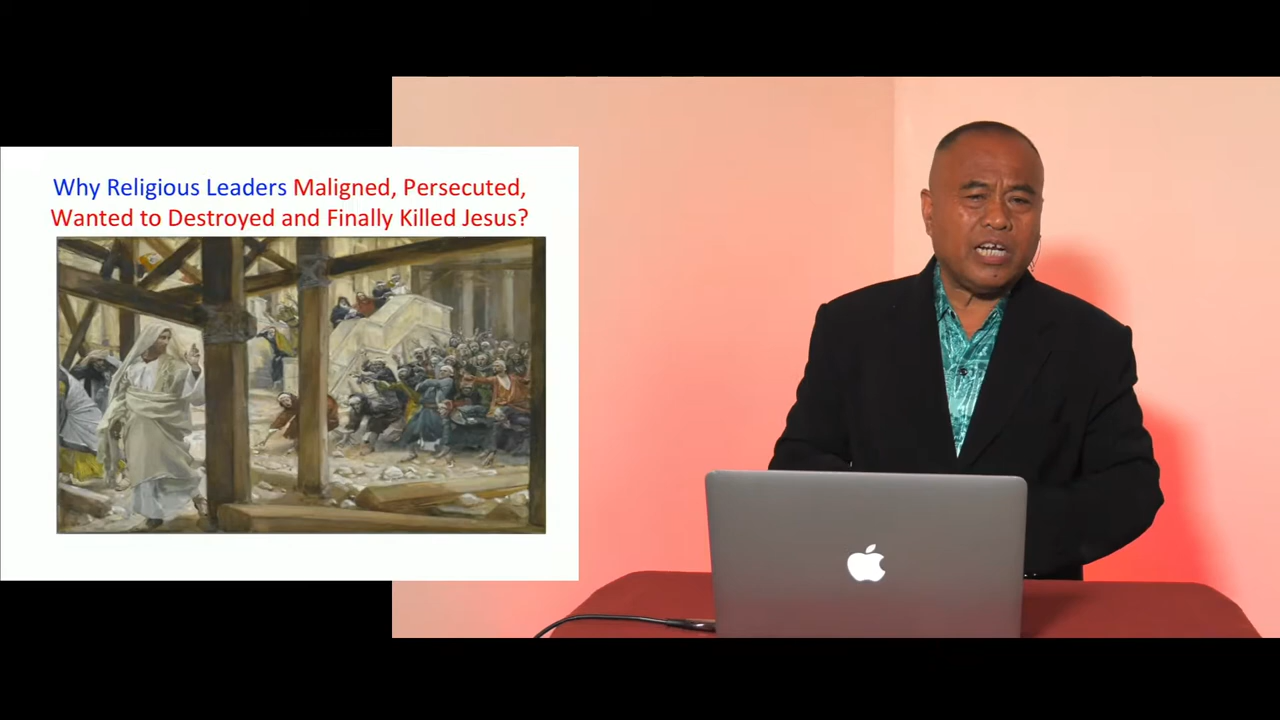 Why Religious Leaders Maligned, Persecuted,
Wanted to Destroyed and Finally Killed Jesus?